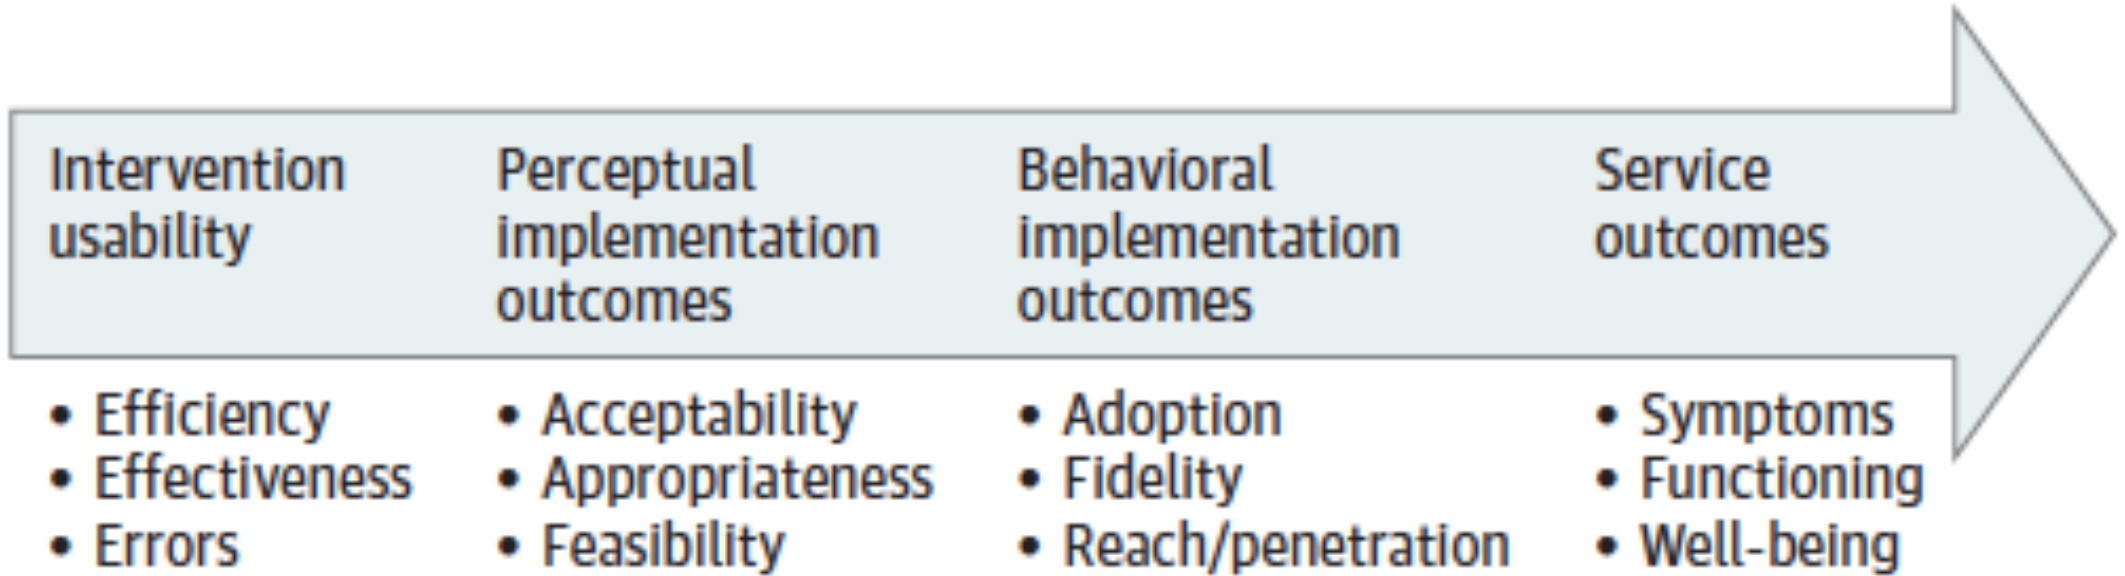 Intervention
usability
Perceptual
implementation
outcomes
Behavioral
implementation
outcomes
Service
outcomes
• Efficiency
• Effectiveness
• Errors
• Acceptability
• Appropriateness
• Feasibility
• Adoption
• Fidelity
• Reach/penetration
• Symptoms
• Functioning
• Well-being